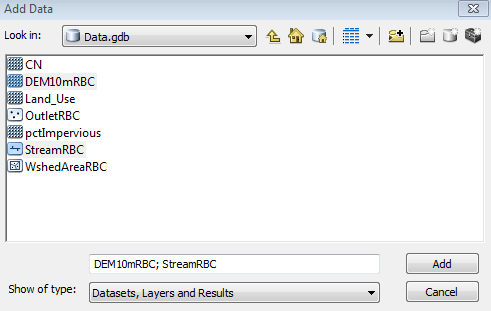 Add Data
Look in: Data.gdb
CN
DEM10mRBC
Land_Use
OutletRBC
pctImpervious
StreamRBC
WshedAreaRBC
DEM10mRBC; StreamRBC Add
Show of type: Datasets, Layers and Results Cancel